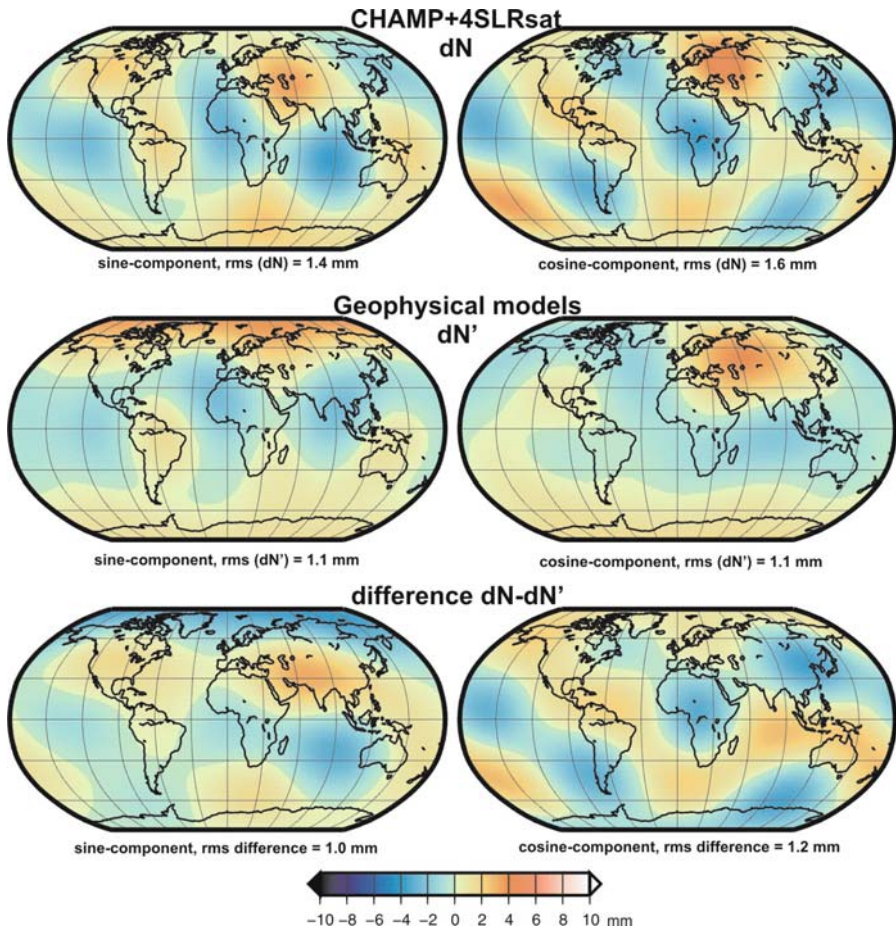 CHAMP+4SLRsat
dN
sine-component, rms (dN) = 1.4 mm
cosine-component, rms (dN) = 1.6 mm
Geophysical models
dN’
sine-component, rms (dN’) = 1.1 mm
cosine-component, rms (dN’) = 1.1 mm
difference dN-dN’
sine-component, rms difference = 1.0 mm
cosine-component, rms difference = 1.2 mm
−10 −8 −6 −4 −2 0 2 4 6 8 10 mm